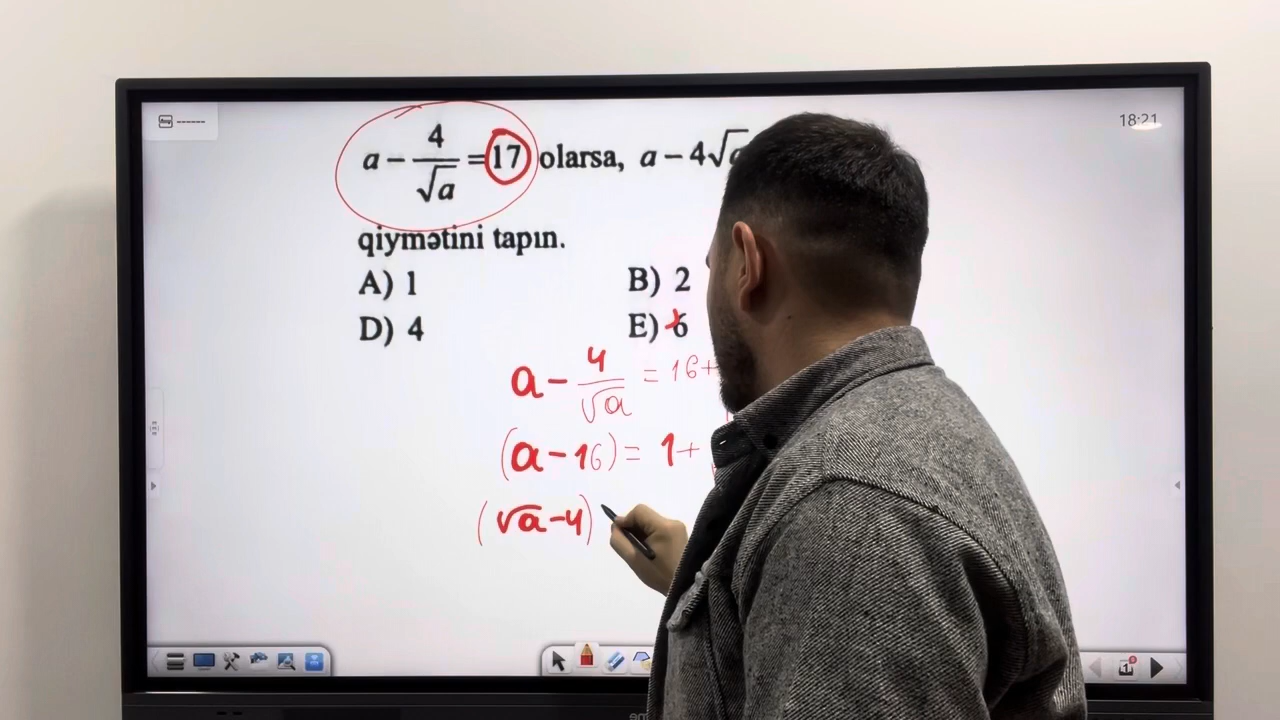 18:21
a − 4/√a = 17 olarsa, a − 4√a
qiymətini tapın.
A) 1 B) 2
D) 4 E) 6
a − 4/√a = 16+
(a − 16) = 1+
(√a − 4)